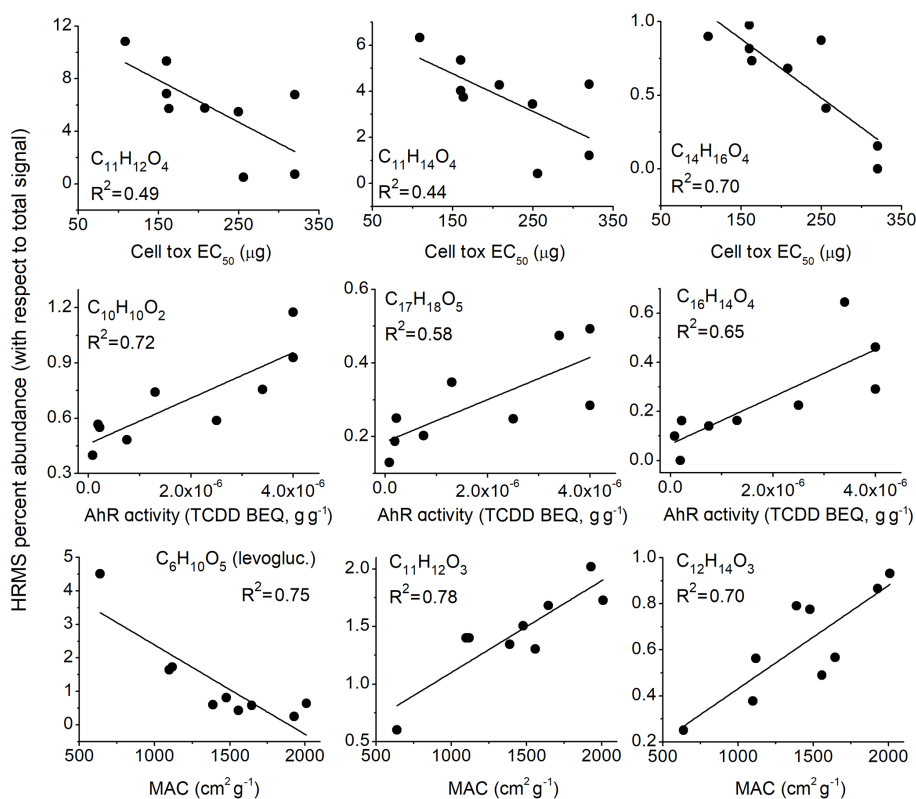 HRMS percent abundance (with respect to total signal)
12
8
4
0
C₁₁H₁₂O₄
R²=0.49
50 150 250 350
Cell tox EC₅₀ (μg)
6
4
2
0
C₁₁H₁₄O₄
R²=0.44
50 150 250 350
Cell tox EC₅₀ (μg)
1.0
0.5
0.0
C₁₄H₁₆O₄
R²=0.70
50 150 250 350
Cell tox EC₅₀ (μg)
1.2
0.9
0.6
0.3
C₁₀H₁₀O₂
R²=0.72
0.0 2.0x10⁻⁶ 4.0x10⁻⁶
AhR activity (TCDD BEQ, g g⁻¹)
0.6
0.4
0.2
C₁₇H₁₈O₅
R²=0.58
0.0 2.0x10⁻⁶ 4.0x10⁻⁶
AhR activity (TCDD BEQ, g g⁻¹)
0.6
0.4
0.2
0.0
C₁₆H₁₄O₄
R²=0.65
0.0 2.0x10⁻⁶ 4.0x10⁻⁶
AhR activity (TCDD BEQ, g g⁻¹)
5
4
3
2
1
0
C₆H₁₀O₅ (levogluc.)
R²=0.75
500 1000 1500 2000
MAC (cm² g⁻¹)
2.0
1.5
1.0
0.5
C₁₁H₁₂O₃
R²=0.78
500 1000 1500 2000
MAC (cm² g⁻¹)
1.0
0.8
0.6
0.4
0.2
C₁₂H₁₄O₃
R²=0.70
500 1000 1500 2000
MAC (cm² g⁻¹)